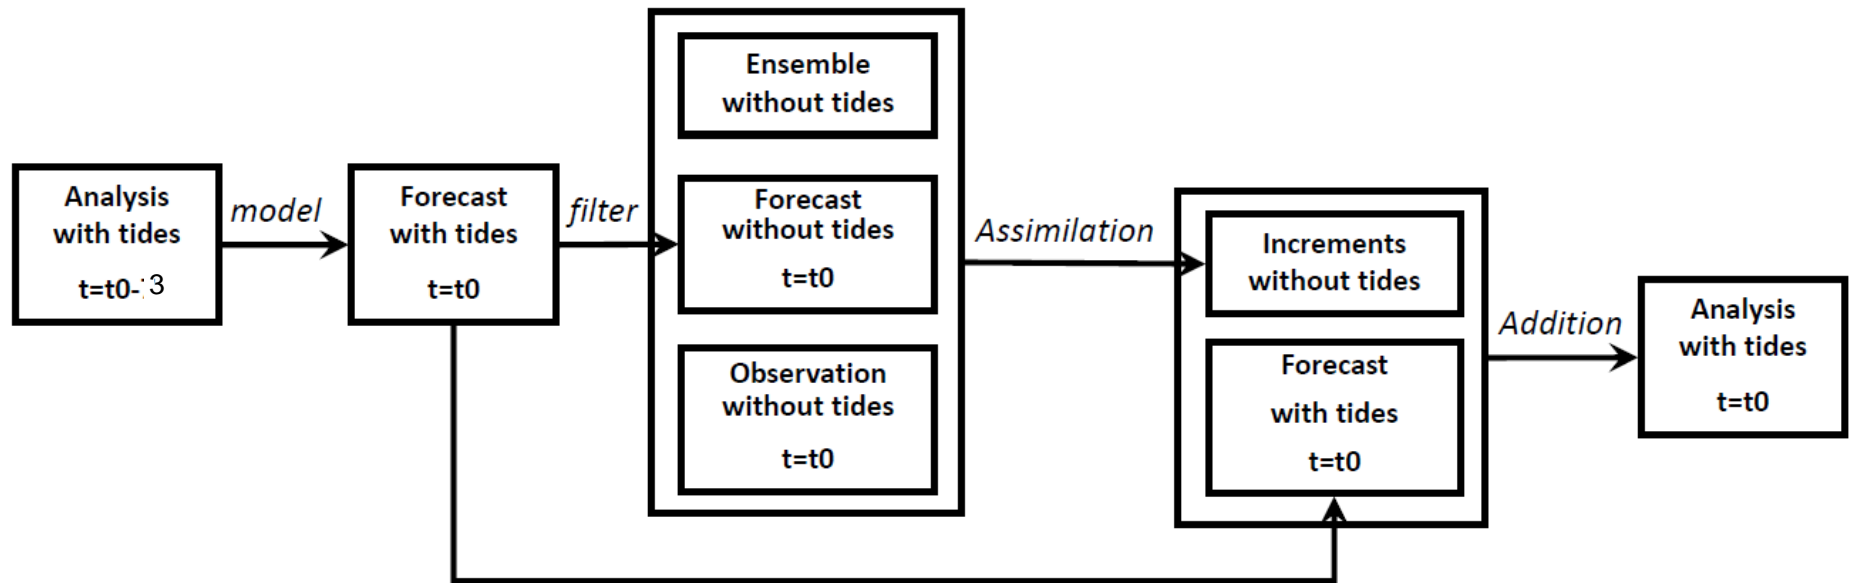 Analysis
with tides
t=t0-3
model
Forecast
with tides
t=t0
filter
Ensemble
without tides
Forecast
without tides
t=t0
Observation
without tides
t=t0
Assimilation
Increments
without tides
Forecast
with tides
t=t0
Addition
Analysis
with tides
t=t0